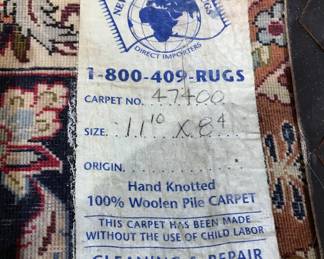 DIRECT IMPORTERS
1-800-409-RUGS
CARPET NO. 47400
SIZE. 11'10 X 8'4
ORIGIN.
Hand Knotted
100% Woolen Pile CARPET
THIS CARPET HAS BEEN MADE
WITHOUT THE USE OF CHILD LABOR
CLEANING & REPAIR